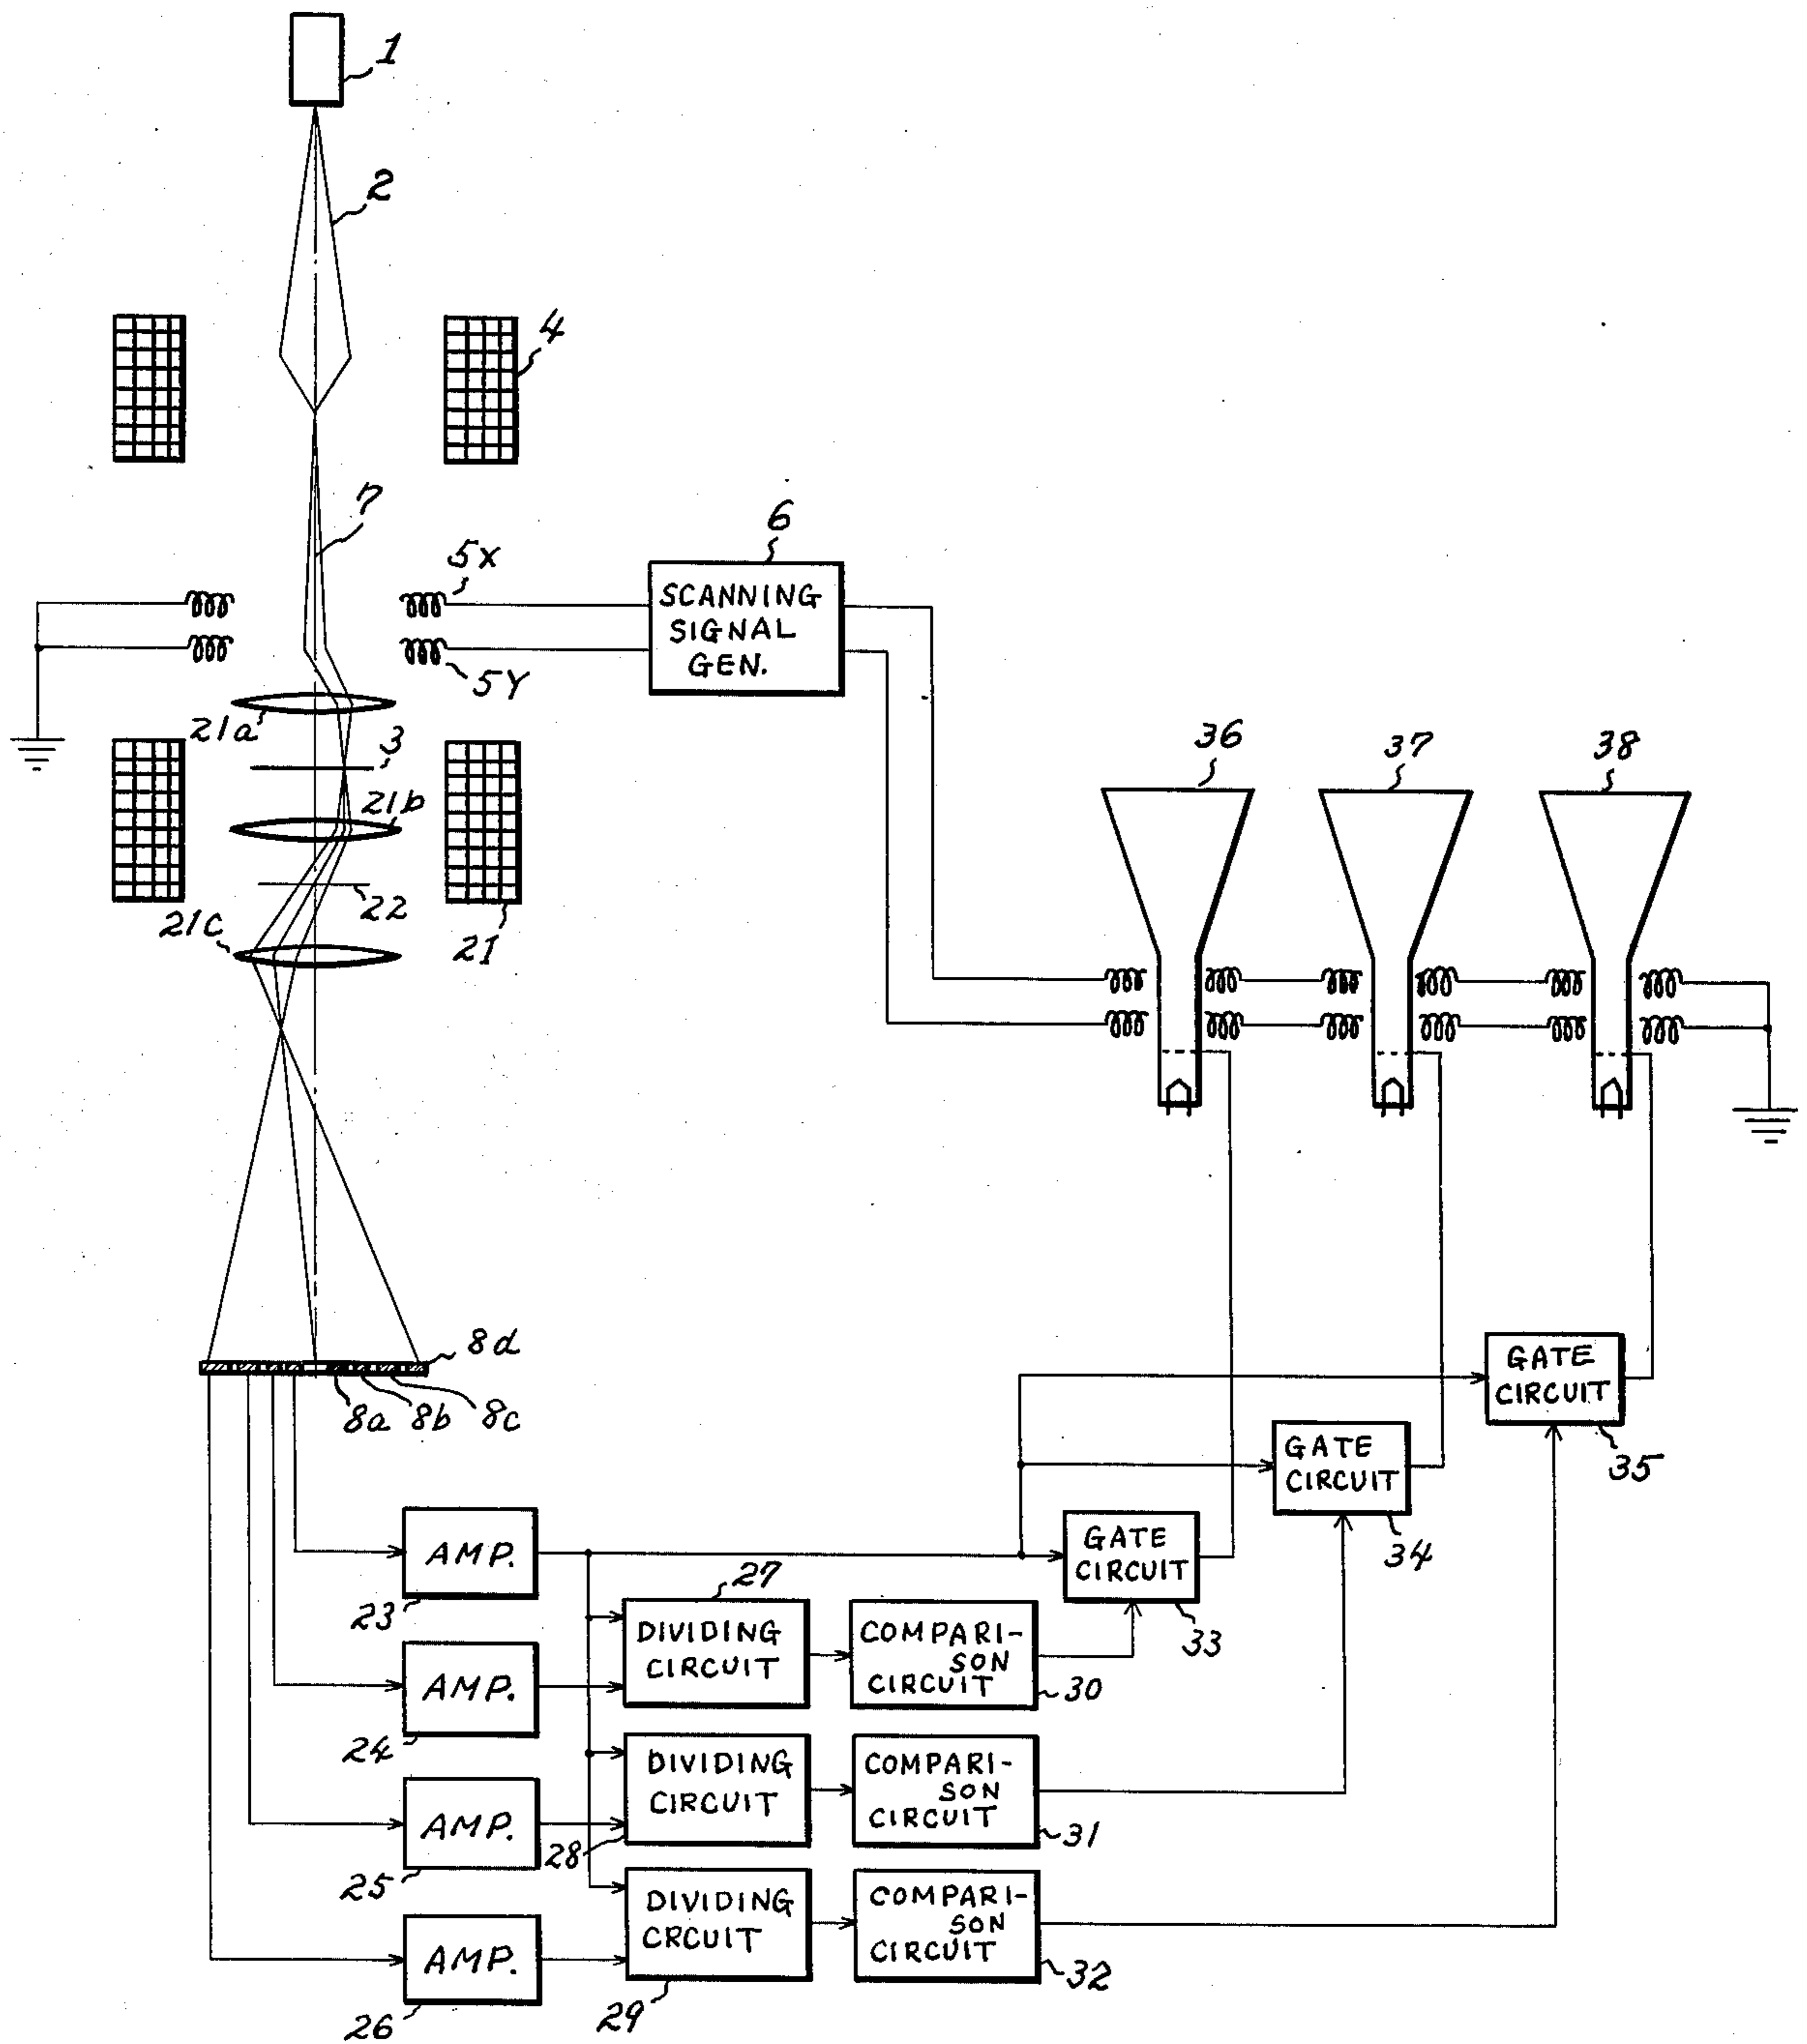 1
2
4
7
5X
6
SCANNING
SIGNAL
GEN.
5Y
21a
3
36
37
38
21b
22
21C
21
8d
8a
8b
8c
GATE
CIRCUIT
35
GATE
CIRCUIT
34
AMP.
23
GATE
CIRCUIT
33
27
DIVIDING
CIRCUIT
COMPARI-
SON
CIRCUIT
30
AMP.
24
DIVIDING
CIRCUIT
28
COMPARI-
SON
CIRCUIT
31
AMP.
25
DIVIDING
CRCUIT
29
COMPARI-
SON
CIRCUIT
32
AMP.
26